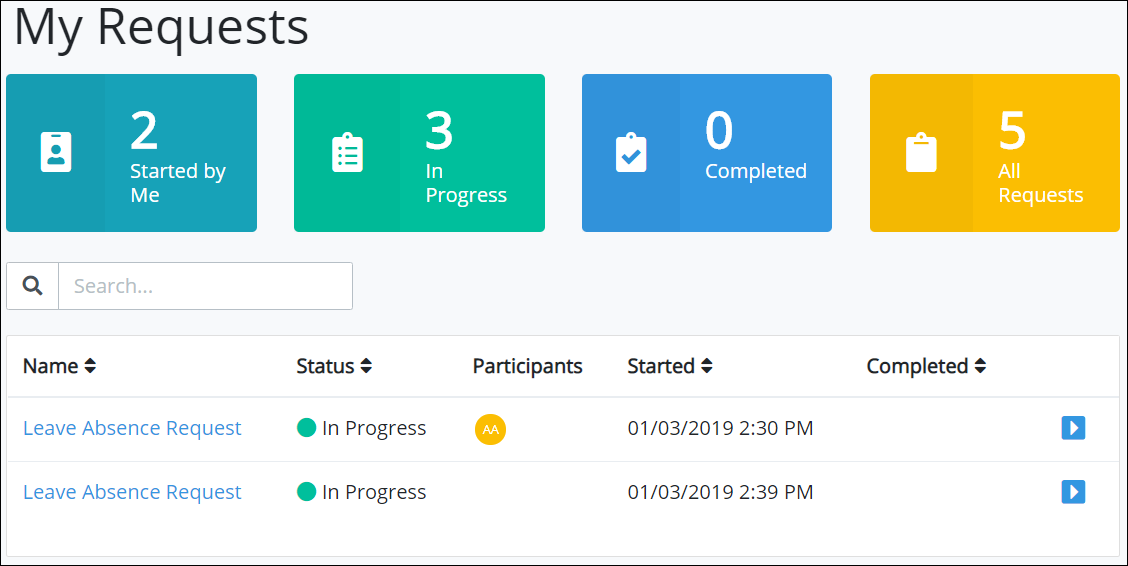 My Requests
2
Started by
Me
3
In
Progress
0
Completed
5
All
Requests
Search...
Name Status Participants Started Completed
Leave Absence Request In Progress AA 01/03/2019 2:30 PM
Leave Absence Request In Progress 01/03/2019 2:39 PM